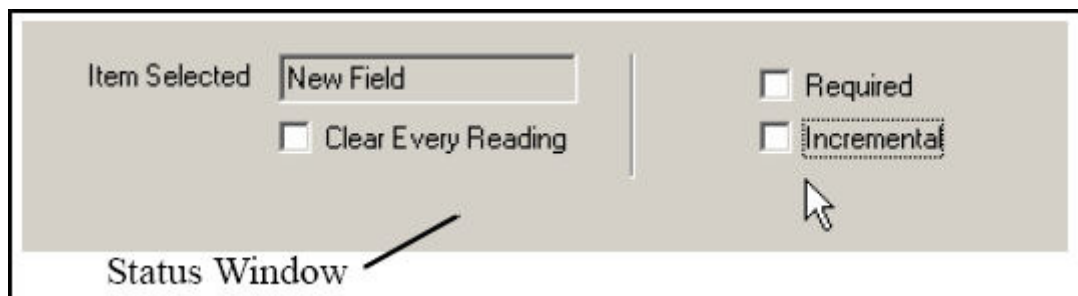 Item Selected New Field
Required
Clear Every Reading
Incremental
Status Window